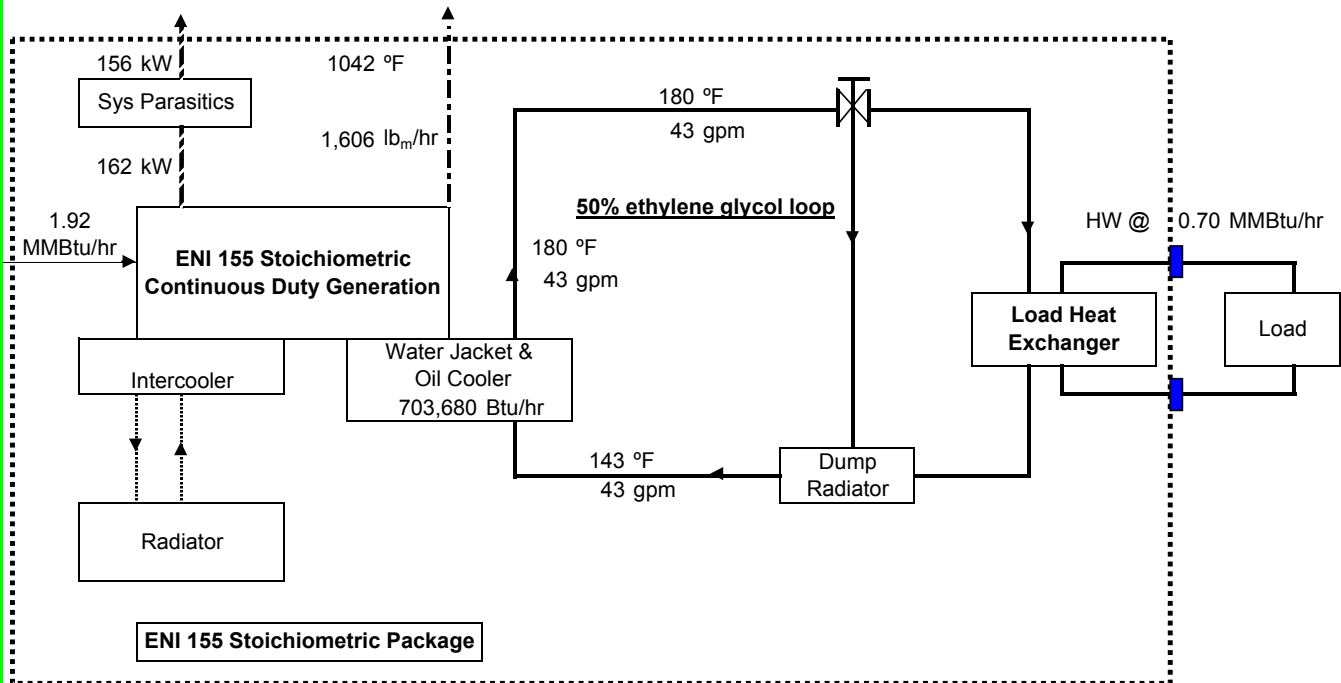 156 kW
1042 ºF
Sys Parasitics
180 ºF
43 gpm
1,606 lbm/hr
162 kW
50% ethylene glycol loop
1.92
MMBtu/hr
HW @ 0.70 MMBtu/hr
ENI 155 Stoichiometric
Continuous Duty Generation
180 ºF
43 gpm
Load Heat
Exchanger
Load
Intercooler
Water Jacket &
Oil Cooler
703,680 Btu/hr
143 ºF
43 gpm
Dump
Radiator
Radiator
ENI 155 Stoichiometric Package